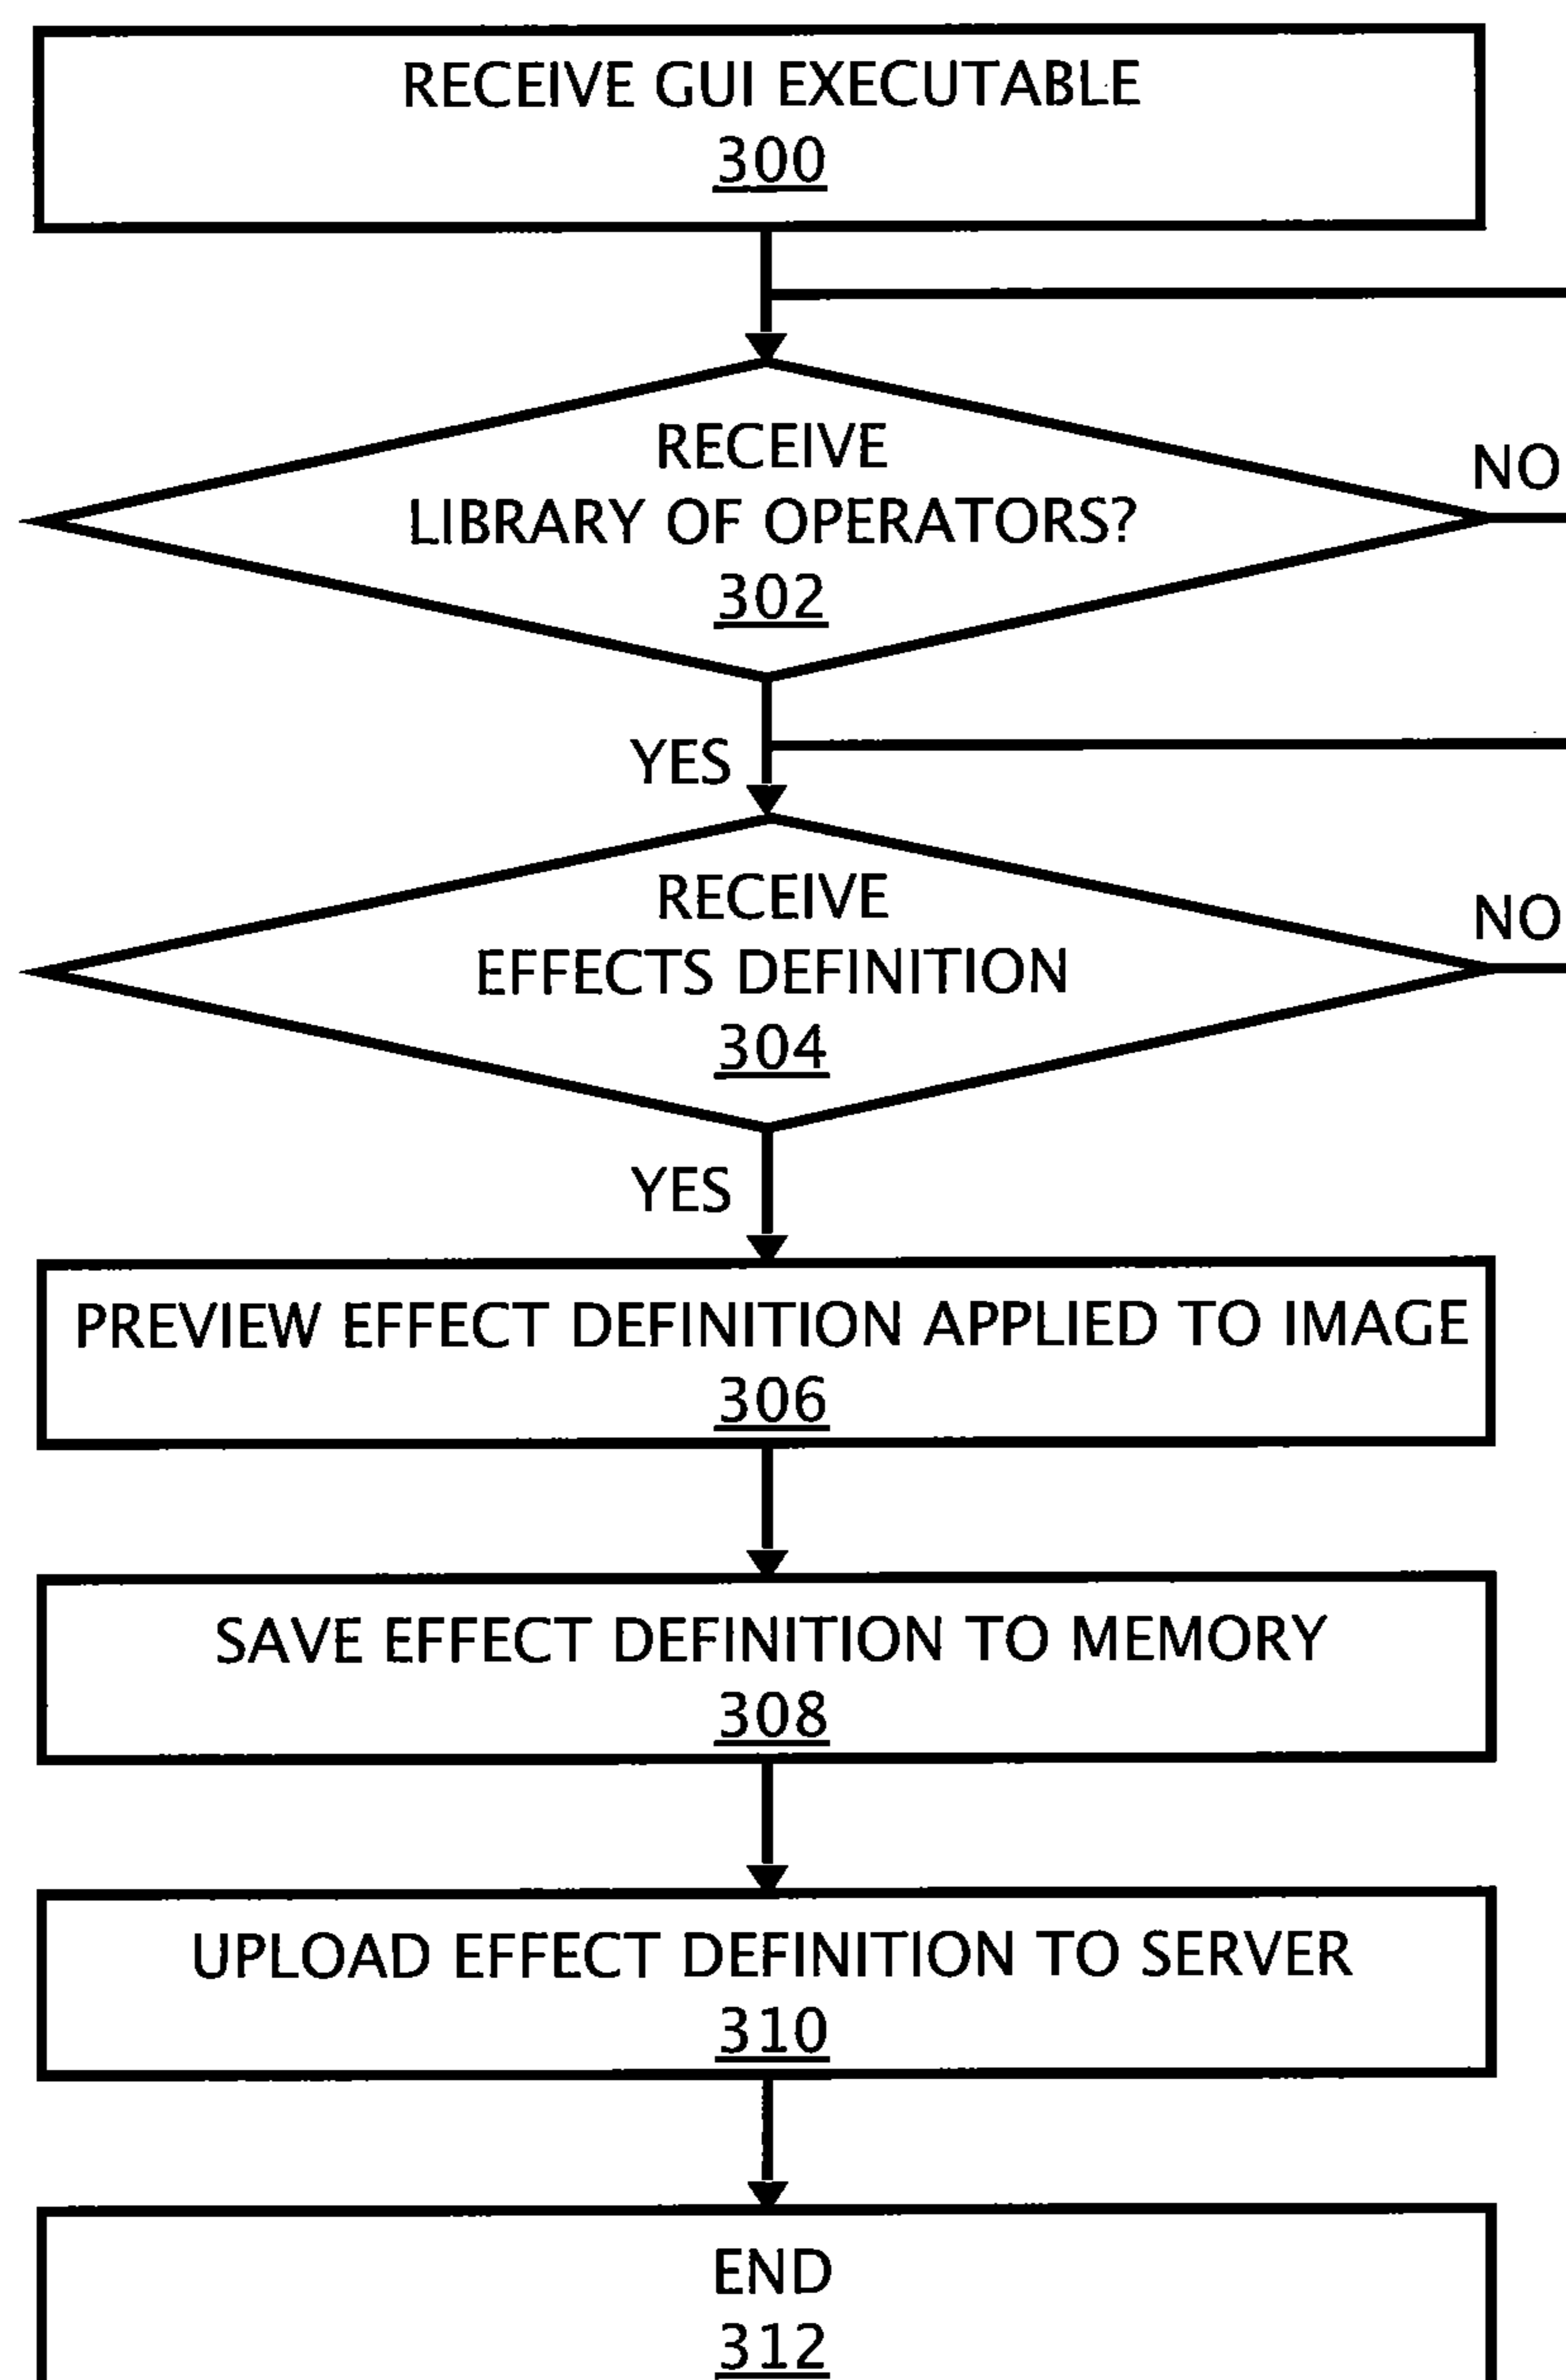 RECEIVE GUI EXECUTABLE
300
RECEIVE
LIBRARY OF OPERATORS?
302
NO
YES
RECEIVE
EFFECTS DEFINITION
304
NO
YES
PREVIEW EFFECT DEFINITION APPLIED TO IMAGE
306
SAVE EFFECT DEFINITION TO MEMORY
308
UPLOAD EFFECT DEFINITION TO SERVER
310
END
312